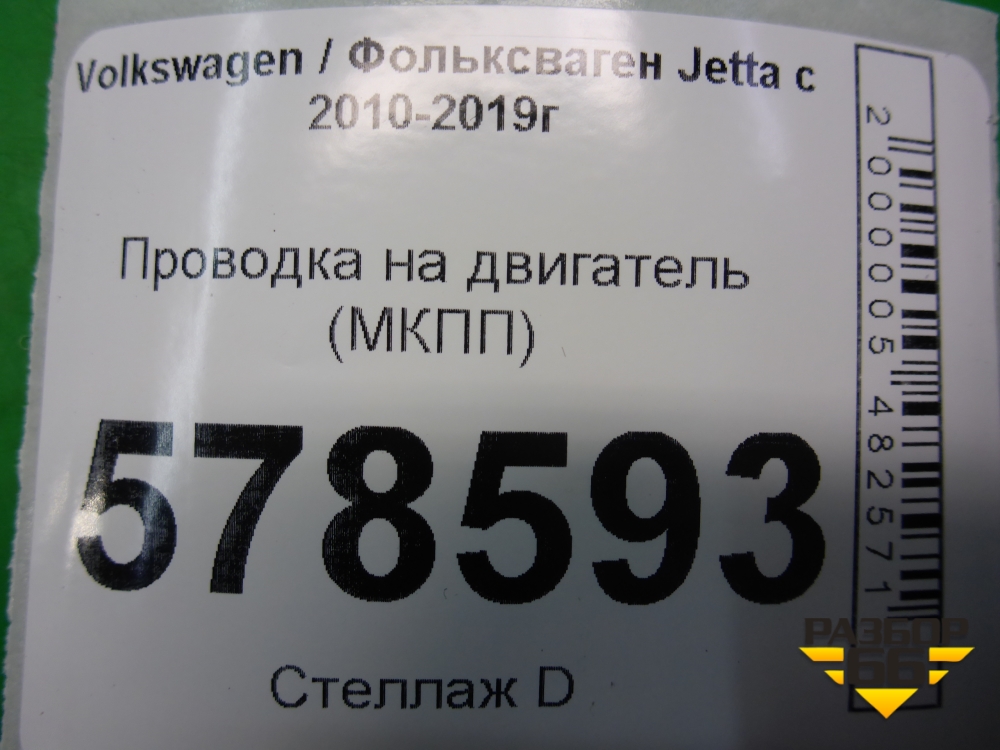 Volkswagen / Фольксваген Jetta с
2010-2019г
Проводка на двигатель
(МКПП)
578593
Стеллаж D
2000005482571
РАЗБОР
66